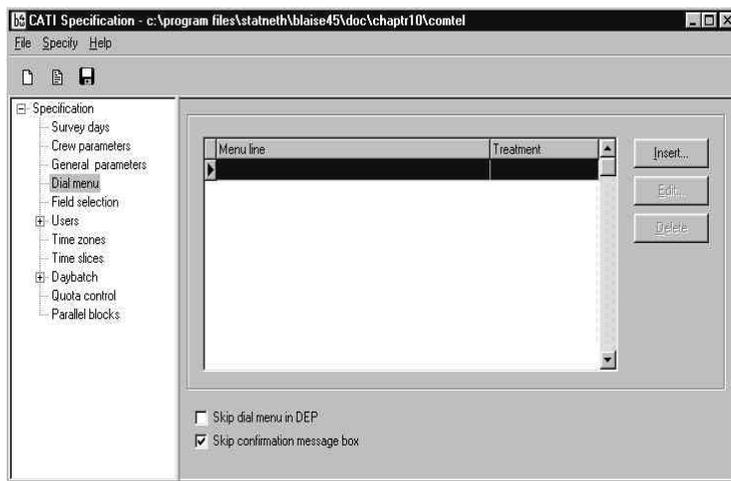 CATI Specification - c:\program files\statneth\blaise45\doc\chaptr10\comtel
File Specify Help
Specification
Survey days
Crew parameters
General parameters
Dial menu
Field selection
Users
Time zones
Time slices
Daybatch
Quota control
Parallel blocks
Menu line Treatment
Insert...
Edit...
Delete
Skip dial menu in DEP
Skip confirmation message box